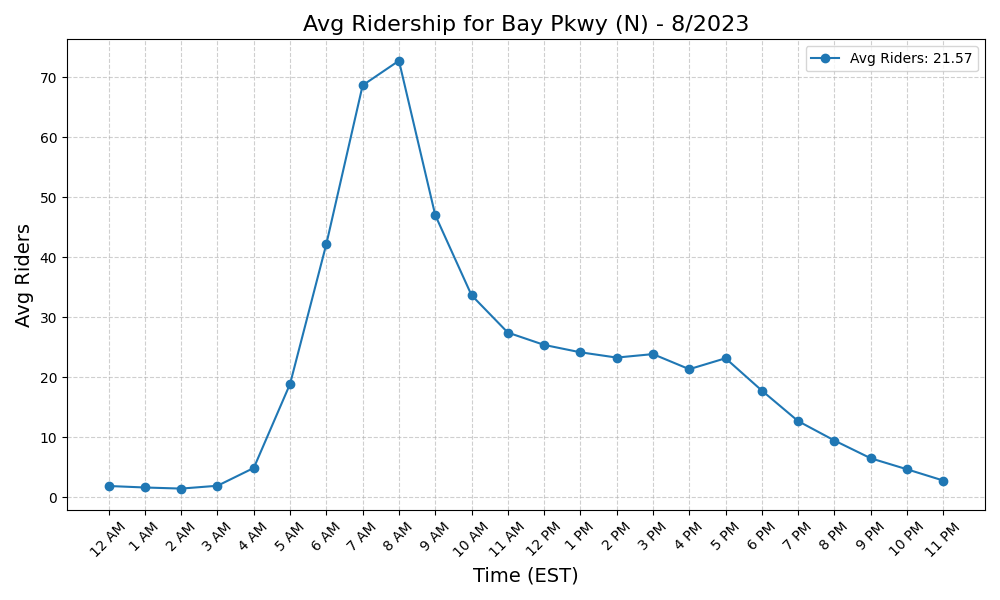 Avg Ridership for Bay Pkwy (N) - 8/2023
Avg Riders: 21.57
Avg Riders
70
60
50
40
30
20
10
0
12 AM
1 AM
2 AM
3 AM
4 AM
5 AM
6 AM
7 AM
8 AM
9 AM
10 AM
11 AM
12 PM
1 PM
2 PM
3 PM
4 PM
5 PM
6 PM
7 PM
8 PM
9 PM
10 PM
11 PM
Time (EST)